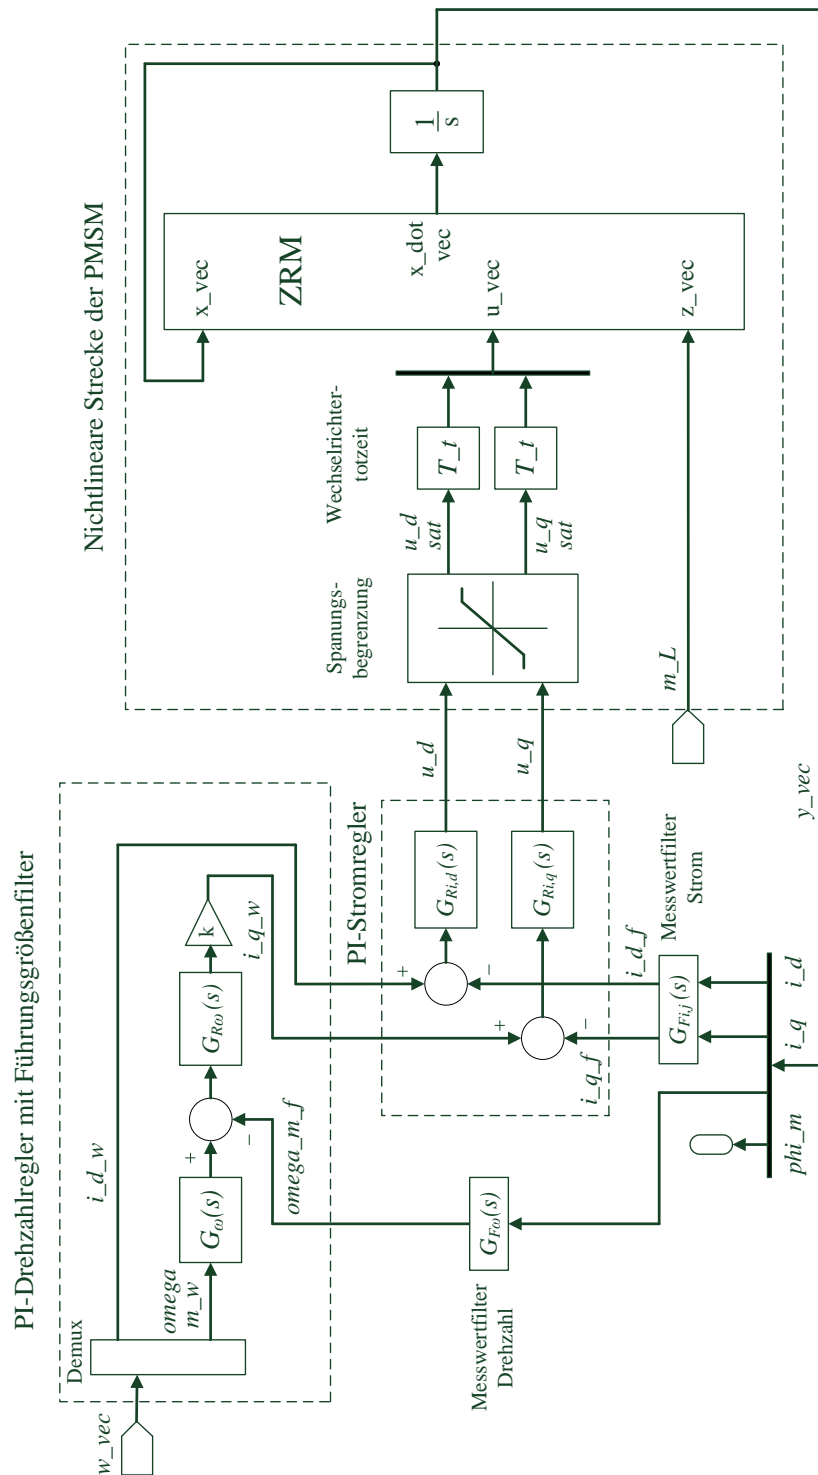 PI-Drehzahlregler mit Führungsgrößenfilter
Nichtlineare Strecke der PMSM
w_vec
Demux
i_d_w
omega
m_w
G_ω(s)
+
−
omega_m_f
G_Rω(s)
k
i_q_w
PI-Stromregler
+
−
+
−
i_q_f
i_d_f
G_Ri,d(s)
G_Ri,q(s)
u_d
u_q
Spanungs-
begrenzung
u_d
sat
u_q
sat
Wechselrichter-
totzeit
T_t
T_t
x_vec
ZRM
x_dot
vec
u_vec
z_vec
1
s
m_L
Messwertfilter
Drehzahl
G_Fω(s)
Messwertfilter
Strom
G_Fi,j(s)
phi_m
i_q
i_d
y_vec